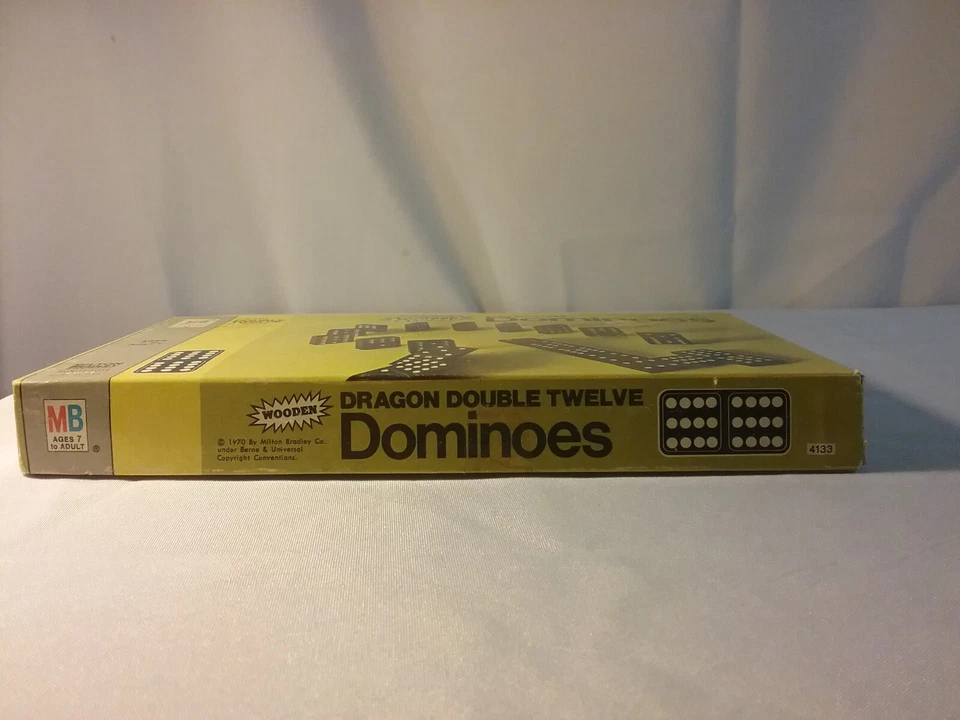 Dominoes
MB
AGES 7
to ADULT
®
WOODEN
© 1970 By Milton Bradley Co.
under Berne & Universal
Copyright Conventions.
DRAGON DOUBLE TWELVE
Dominoes
4133